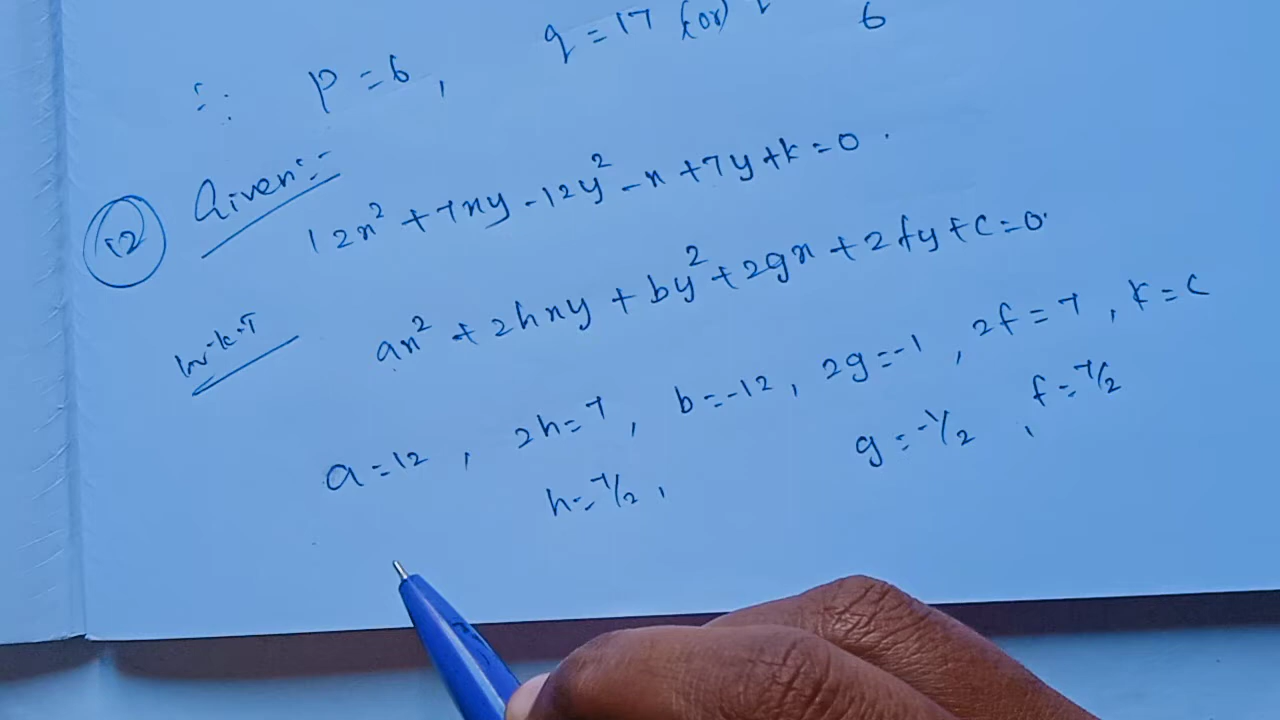 ∴ p = 6, q = 17 (or) 6
(12) Given:-
12x² + 7xy - 12y² - x + 7y + k = 0.
W.K.T
ax² + 2hxy + by² + 2gx + 2fy + c = 0.
a = 12, 2h = 7, b = -12, 2g = -1, 2f = 7, k = c
h = 7/2, g = -1/2, f = 7/2